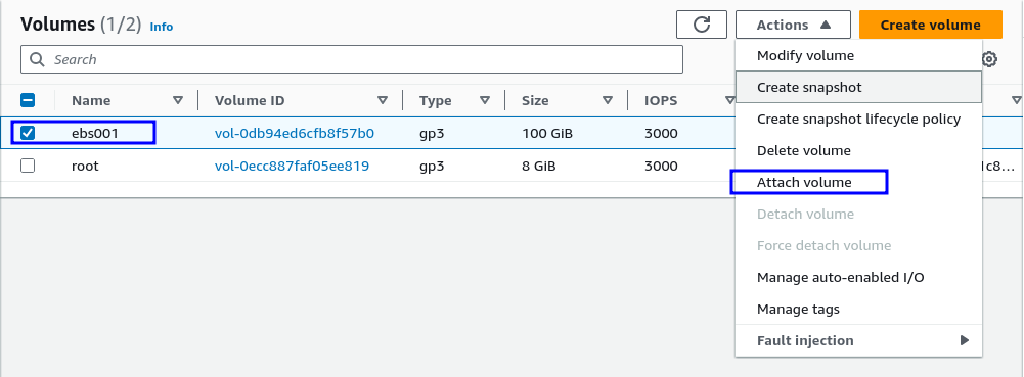 Volumes (1/2) Info Actions Create volume
Search
Modify volume
Create snapshot
Name Volume ID Type Size IOPS
Create snapshot lifecycle policy
ebs001 vol-0db94ed6cfb8f57b0 gp3 100 GiB 3000
Delete volume
root vol-0ecc887faf05ee819 gp3 8 GiB 3000 1c8...
Attach volume
Detach volume
Force detach volume
Manage auto-enabled I/O
Manage tags
Fault injection